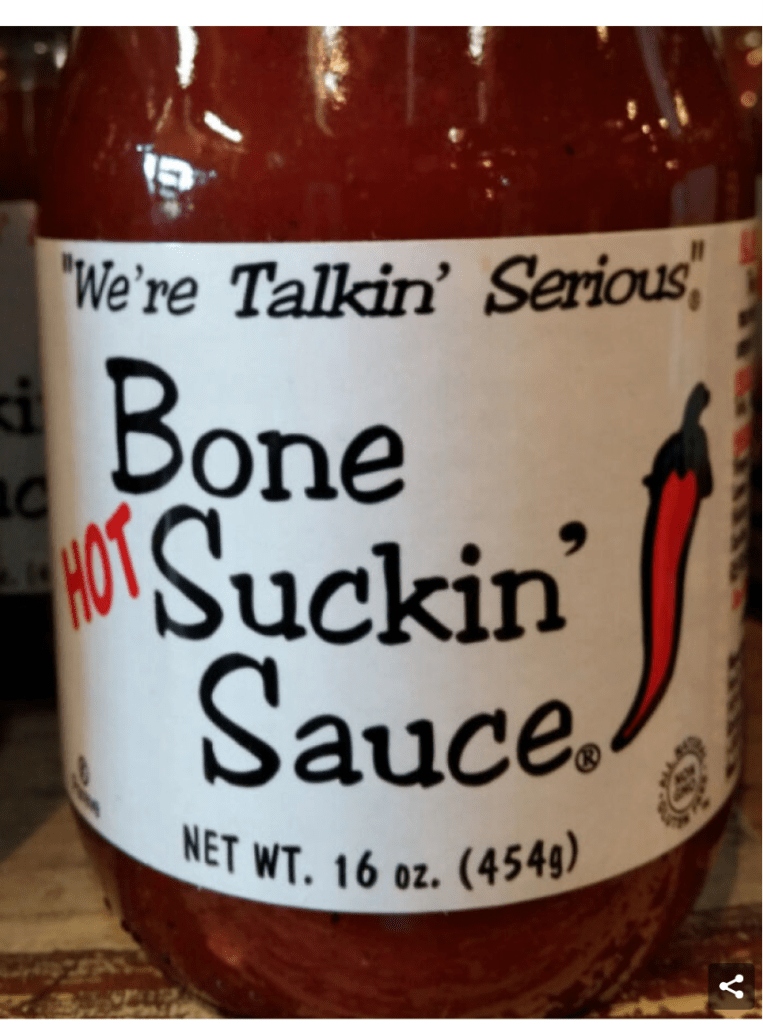 "We're Talkin' Serious"®
Bone
HOT Suckin'
Sauce®
NET WT. 16 oz. (454g)